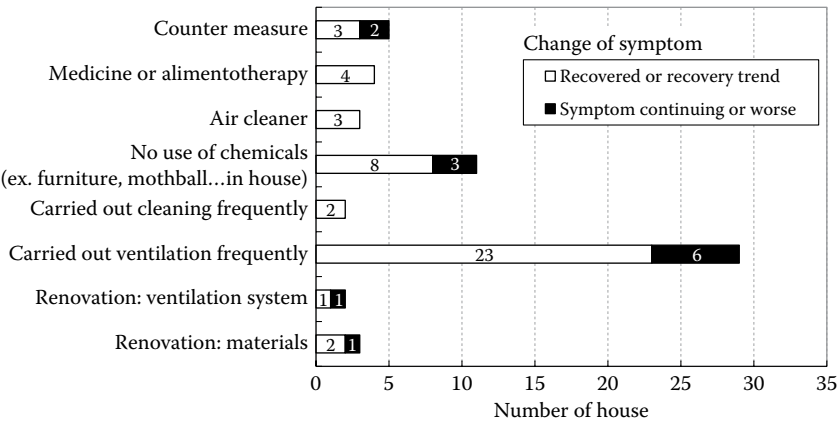 Counter measure
3 2
Medicine or alimentotherapy
4
Air cleaner
3
No use of chemicals
(ex. furniture, mothball…in house)
8 3
Carried out cleaning frequently
2
Carried out ventilation frequently
23 6
Renovation: ventilation system
1 1
Renovation: materials
2 1
Change of symptom
Recovered or recovery trend
Symptom continuing or worse
0 5 10 15 20 25 30 35
Number of house